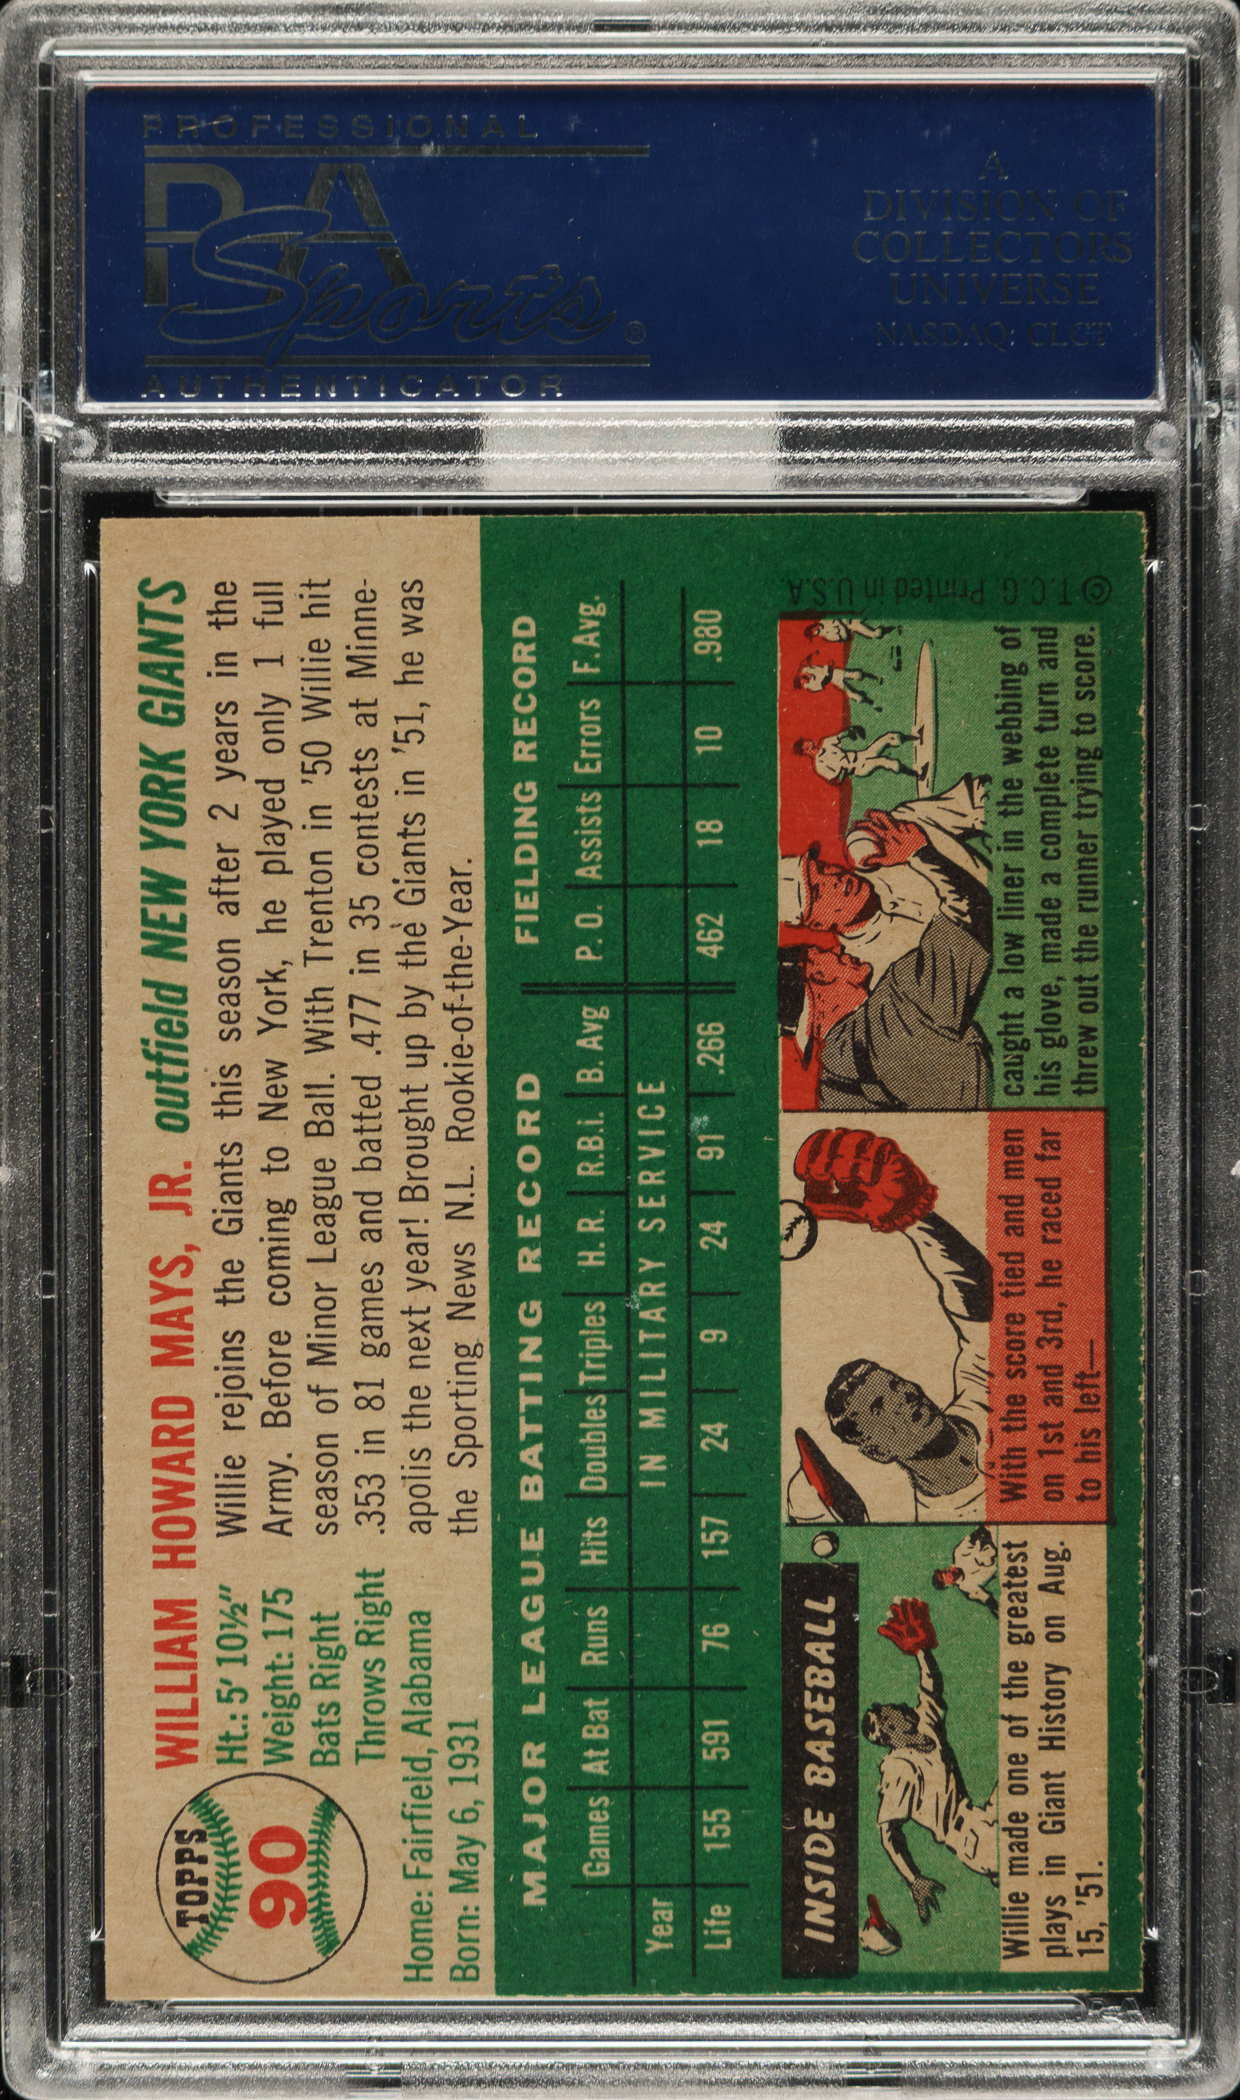 PROFESSIONAL
PSA
Sports®
AUTHENTICATOR
A
DIVISION OF
COLLECTORS
UNIVERSE
NASDAQ: CLCT
TOPPS
90
WILLIAM HOWARD MAYS, JR. outfield NEW YORK GIANTS
Ht.: 5' 10½"
Weight: 175
Bats Right
Throws Right
Home: Fairfield, Alabama
Born: May 6, 1931
Willie rejoins the Giants this season after 2 years in the
Army. Before coming to New York, he played only 1 full
season of Minor League Ball. With Trenton in '50 Willie hit
.353 in 81 games and batted .477 in 35 contests at Minne-
apolis the next year! Brought up by the Giants in '51, he was
the Sporting News N.L. Rookie-of-the-Year.
MAJOR LEAGUE BATTING RECORD FIELDING RECORD
Games At Bat Runs Hits Doubles Triples H.R. R.B.I. B. Avg P. O. Assists Errors F. Avg.
Year IN MILITARY SERVICE
Life 155 591 76 157 24 9 24 91 .266 462 18 10 .980
INSIDE BASEBALL
Willie made one of the greatest
plays in Giant History on Aug.
15, '51.
With the score tied and men
on 1st and 3rd, he raced far
to his left—
caught a low liner in the webbing of
his glove, made a complete turn and
threw out the runner trying to score.
© T.C.G. Printed in U.S.A.
PSA